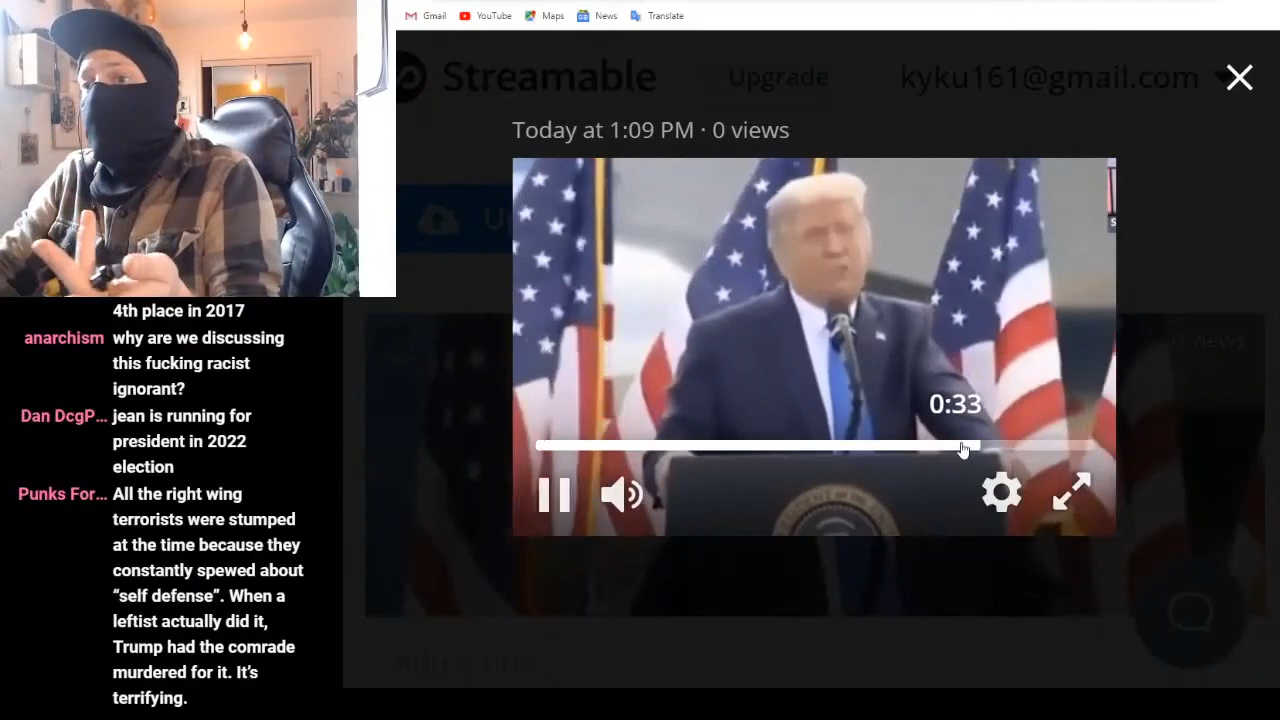 Gmail YouTube Maps News Translate
Streamable Upgrade kyku161@gmail.com
Today at 1:09 PM · 0 views
0:33
0 views
4th place in 2017
anarchism why are we discussing
this fucking racist
ignorant?
Dan DcgP... jean is running for
president in 2022
election
Punks For... All the right wing
terrorists were stumped
at the time because they
constantly spewed about
“self defense”. When a
leftist actually did it,
Trump had the comrade
murdered for it. It’s
terrifying.